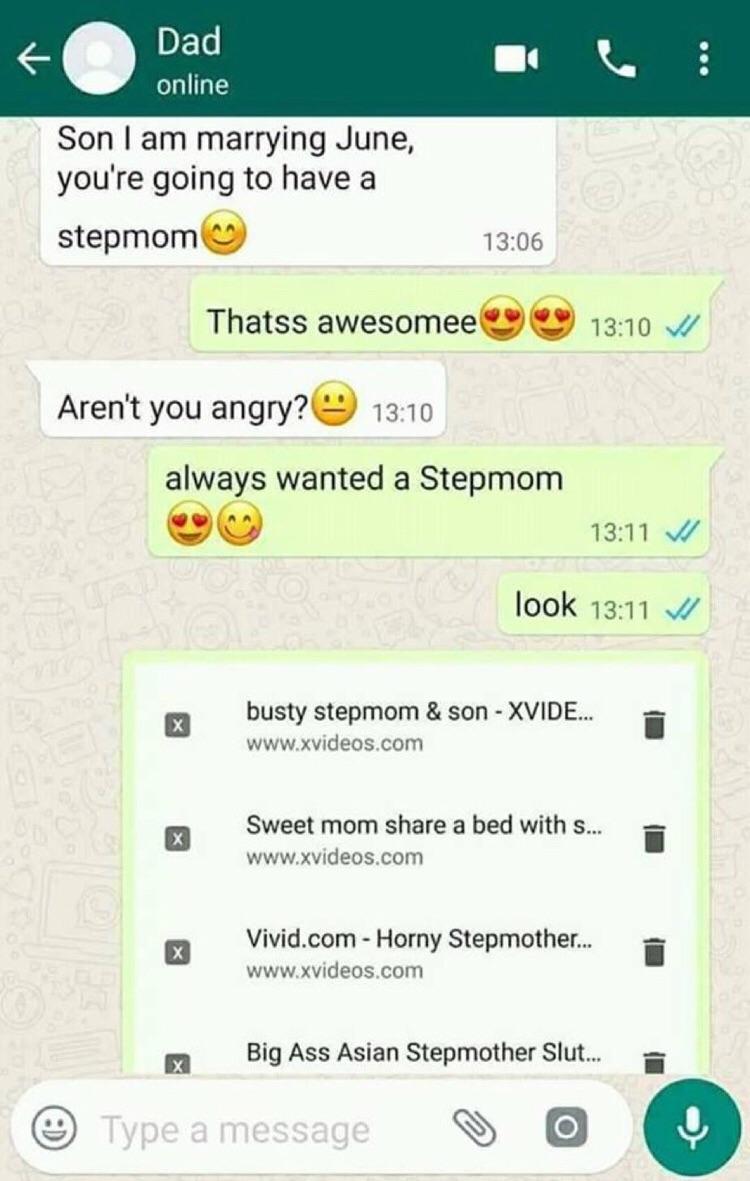 Dad
online
Son I am marrying June,
you're going to have a
stepmom😊
13:06
Thatss awesomee😍😍 13:10
Aren't you angry?😐 13:10
always wanted a Stepmom
😍😋
13:11
look 13:11
busty stepmom & son - XVIDE...
www.xvideos.com
Sweet mom share a bed with s...
www.xvideos.com
Vivid.com - Horny Stepmother...
www.xvideos.com
Big Ass Asian Stepmother Slut...
Type a message